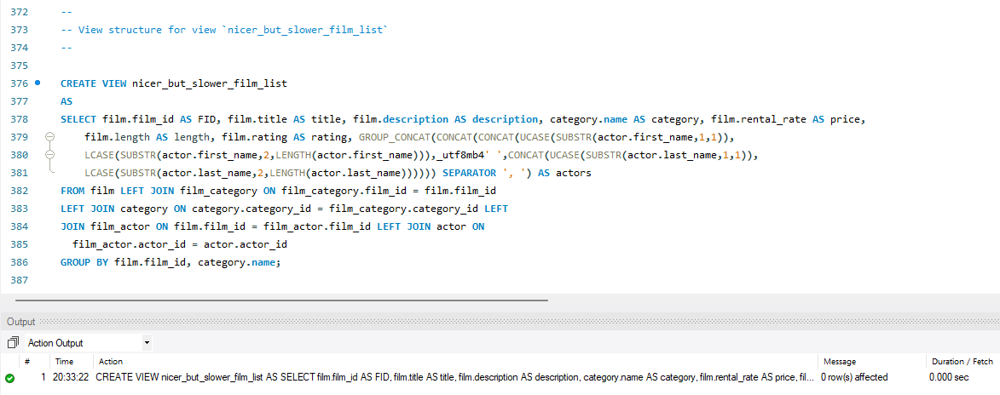 372 --
373 -- View structure for view `nicer_but_slower_film_list`
374 --
375
376 CREATE VIEW nicer_but_slower_film_list
377 AS
378 SELECT film.film_id AS FID, film.title AS title, film.description AS description, category.name AS category, film.rental_rate AS price,
379 film.length AS length, film.rating AS rating, GROUP_CONCAT(CONCAT(CONCAT(UCASE(SUBSTR(actor.first_name,1,1)),
380 LCASE(SUBSTR(actor.first_name,2,LENGTH(actor.first_name))),_utf8mb4' ',CONCAT(UCASE(SUBSTR(actor.last_name,1,1)),
381 LCASE(SUBSTR(actor.last_name,2,LENGTH(actor.last_name)))))) SEPARATOR ', ') AS actors
382 FROM film LEFT JOIN film_category ON film_category.film_id = film.film_id
383 LEFT JOIN category ON category.category_id = film_category.category_id LEFT
384 JOIN film_actor ON film.film_id = film_actor.film_id LEFT JOIN actor ON
385 film_actor.actor_id = actor.actor_id
386 GROUP BY film.film_id, category.name;
387
Output
Action Output
# Time Action Message Duration / Fetch
1 20:33:22 CREATE VIEW nicer_but_slower_film_list AS SELECT film.film_id AS FID, film.title AS title, film.description AS description, category.name AS category, film.rental_rate AS price, fil... 0 row(s) affected 0.000 sec